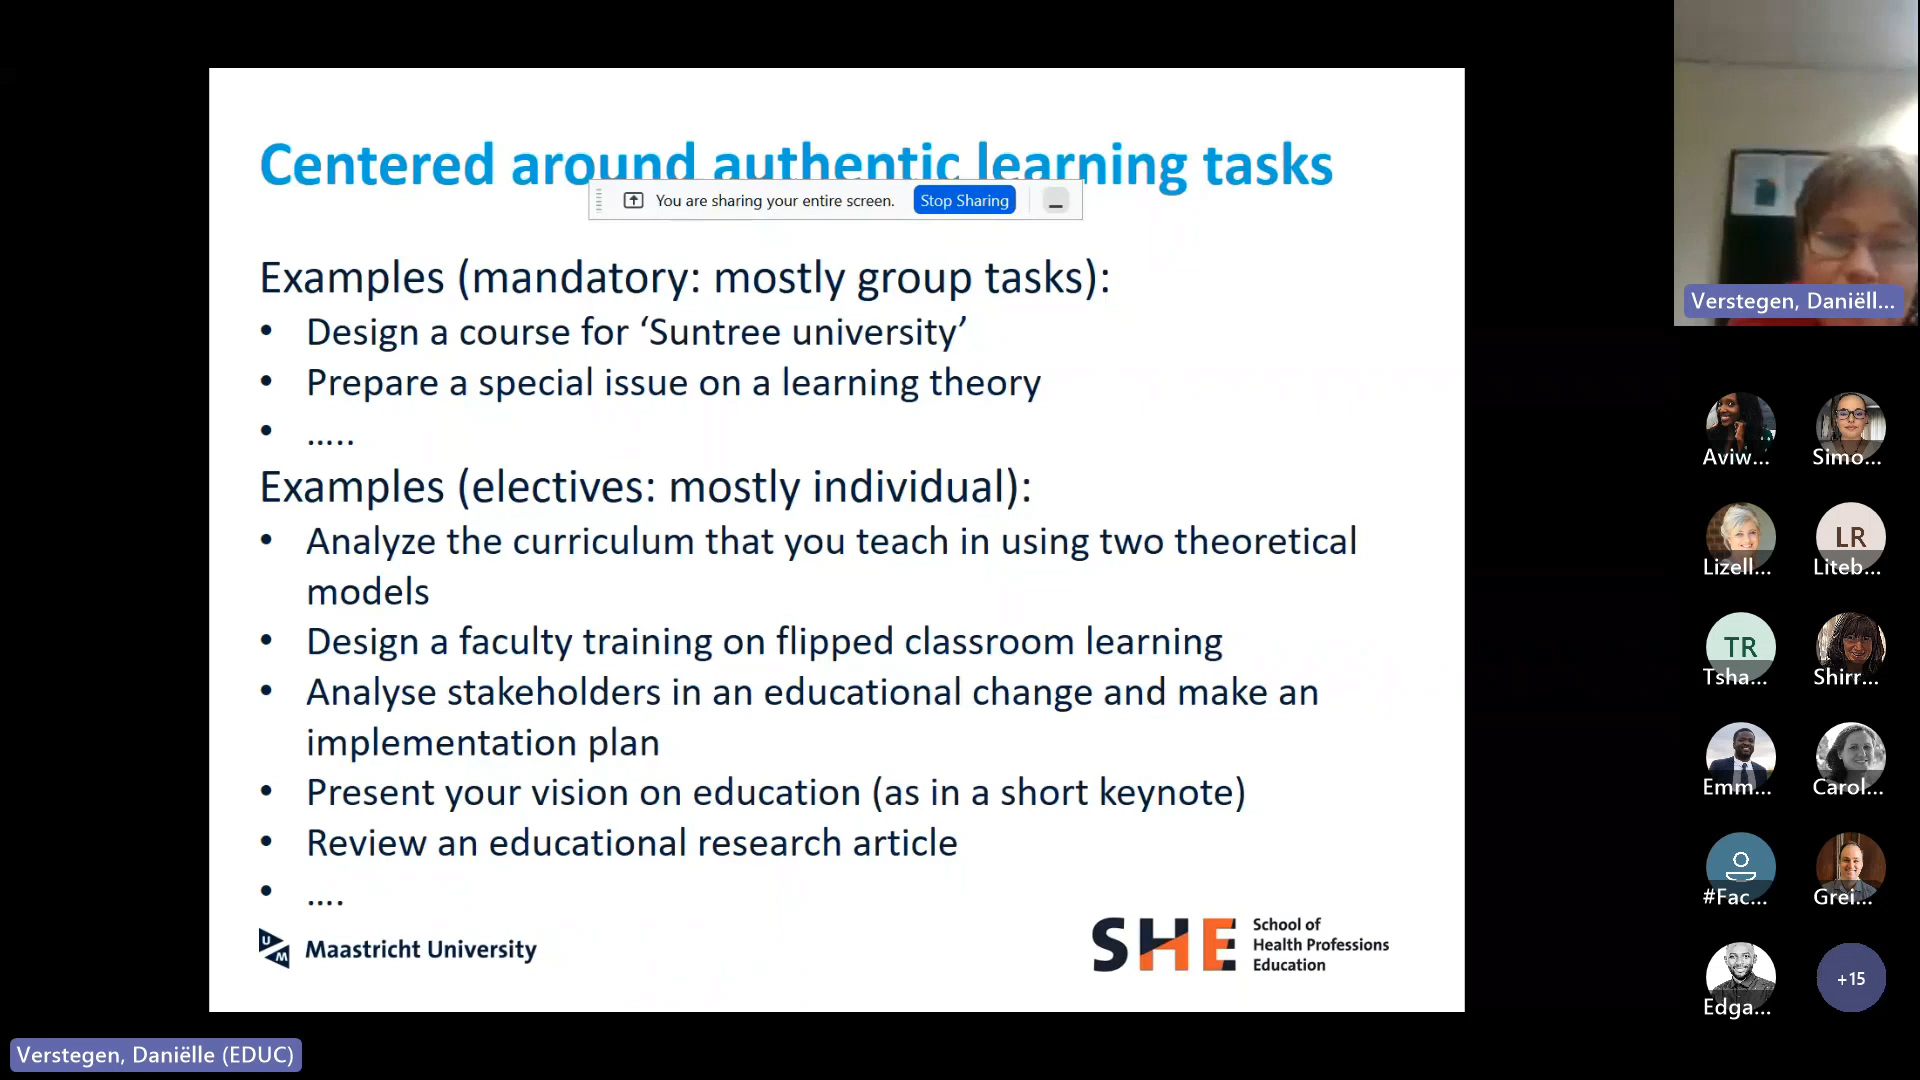 Centered around authentic learning tasks
You are sharing your entire screen. Stop Sharing
Examples (mandatory: mostly group tasks):
• Design a course for ‘Suntree university’
• Prepare a special issue on a learning theory
• .....
Examples (electives: mostly individual):
• Analyze the curriculum that you teach in using two theoretical
models
• Design a faculty training on flipped classroom learning
• Analyse stakeholders in an educational change and make an
implementation plan
• Present your vision on education (as in a short keynote)
• Review an educational research article
• ....
UM Maastricht University
SHE School of
Health Professions
Education
Verstegen, Daniëlle (EDUC)
Verstegen, Daniëll...
Aviw...
Simo...
Lizell...
LR
Liteb...
TR
Tsha...
Shirr...
Emm...
Carol...
#Fac...
Grei...
Edga...
+15